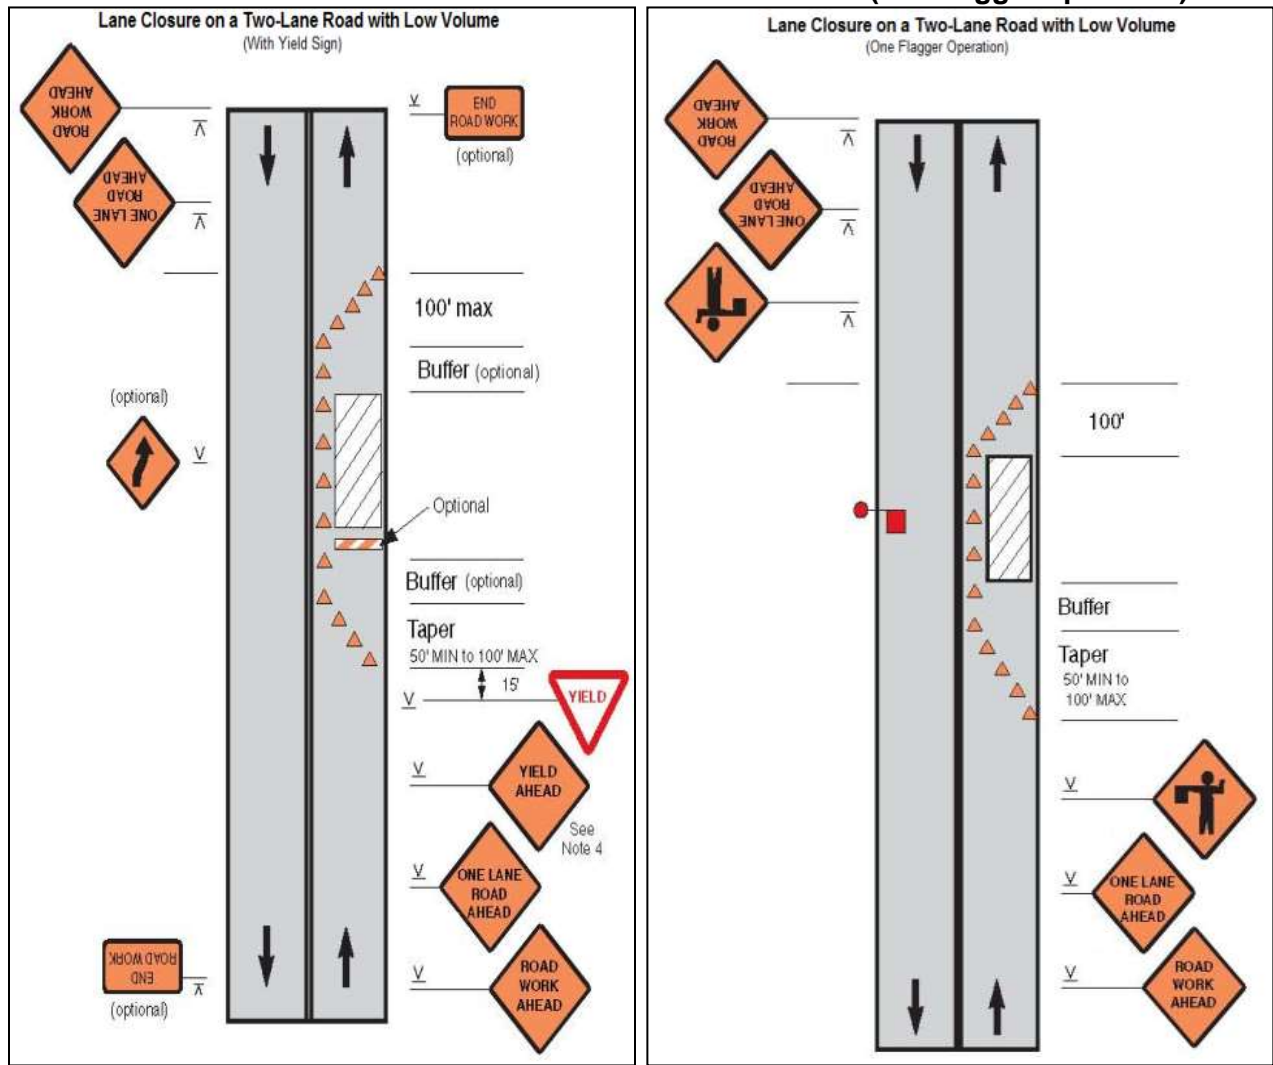 Lane Closure on a Two-Lane Road with Low Volume
(With Yield Sign)
ROAD
WORK
AHEAD
END
ROAD WORK
(optional)
ONE LANE
ROAD
AHEAD
100' max
Buffer (optional)
(optional)
Optional
Buffer (optional)
Taper
50' MIN to 100' MAX
15'
YIELD
YIELD
AHEAD
See
Note 4
ONE LANE
ROAD
AHEAD
END
ROAD WORK
(optional)
ROAD
WORK
AHEAD
Lane Closure on a Two-Lane Road with Low Volume
(One Flagger Operation)
ROAD
WORK
AHEAD
ONE LANE
ROAD
AHEAD
100'
Buffer
Taper
50' MIN to
100' MAX
ONE LANE
ROAD
AHEAD
ROAD
WORK
AHEAD